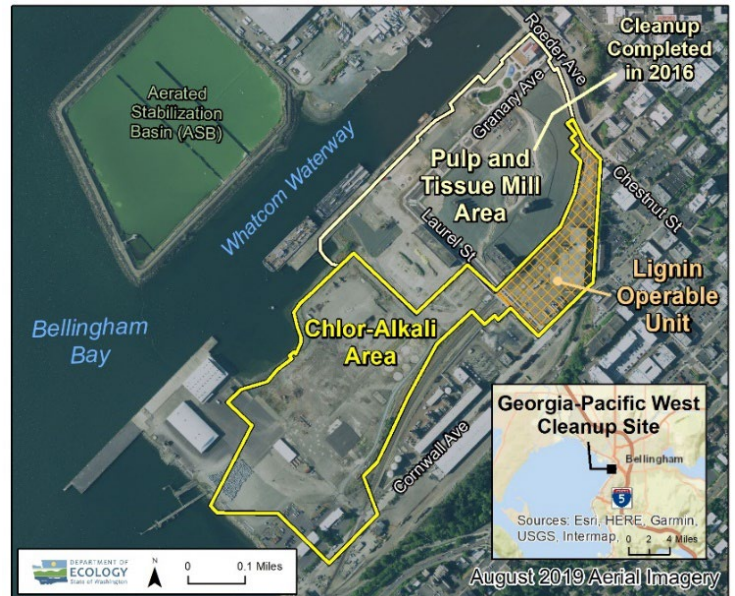 Cleanup
Completed
in 2016
Roeder Ave
Granary Ave
Aerated
Stabilization
Basin (ASB)
Whatcom Waterway
Pulp and
Tissue Mill
Area
Chestnut St
Laurel St
Lignin
Operable
Unit
Bellingham
Bay
Chlor-Alkali
Area
Cornwall Ave
Georgia-Pacific West
Cleanup Site
Bellingham
5
Sources: Esri, HERE, Garmin,
USGS, Intermap,
0 2 4 Miles
DEPARTMENT OF
ECOLOGY
State of Washington
N
0 0.1 Miles
August 2019 Aerial Imagery